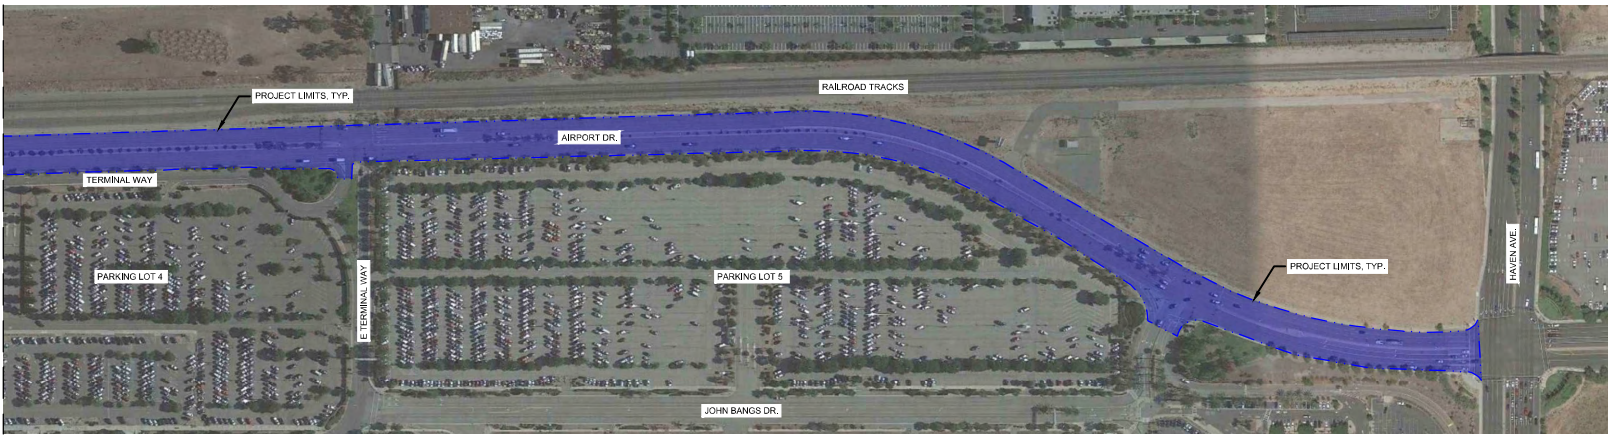 RAILROAD TRACKS
PROJECT LIMITS, TYP.
AIRPORT DR.
TERMINAL WAY
PARKING LOT 4
E TERMINAL WAY
PARKING LOT 5
PROJECT LIMITS, TYP.
HAVEN AVE.
JOHN BANGS DR.